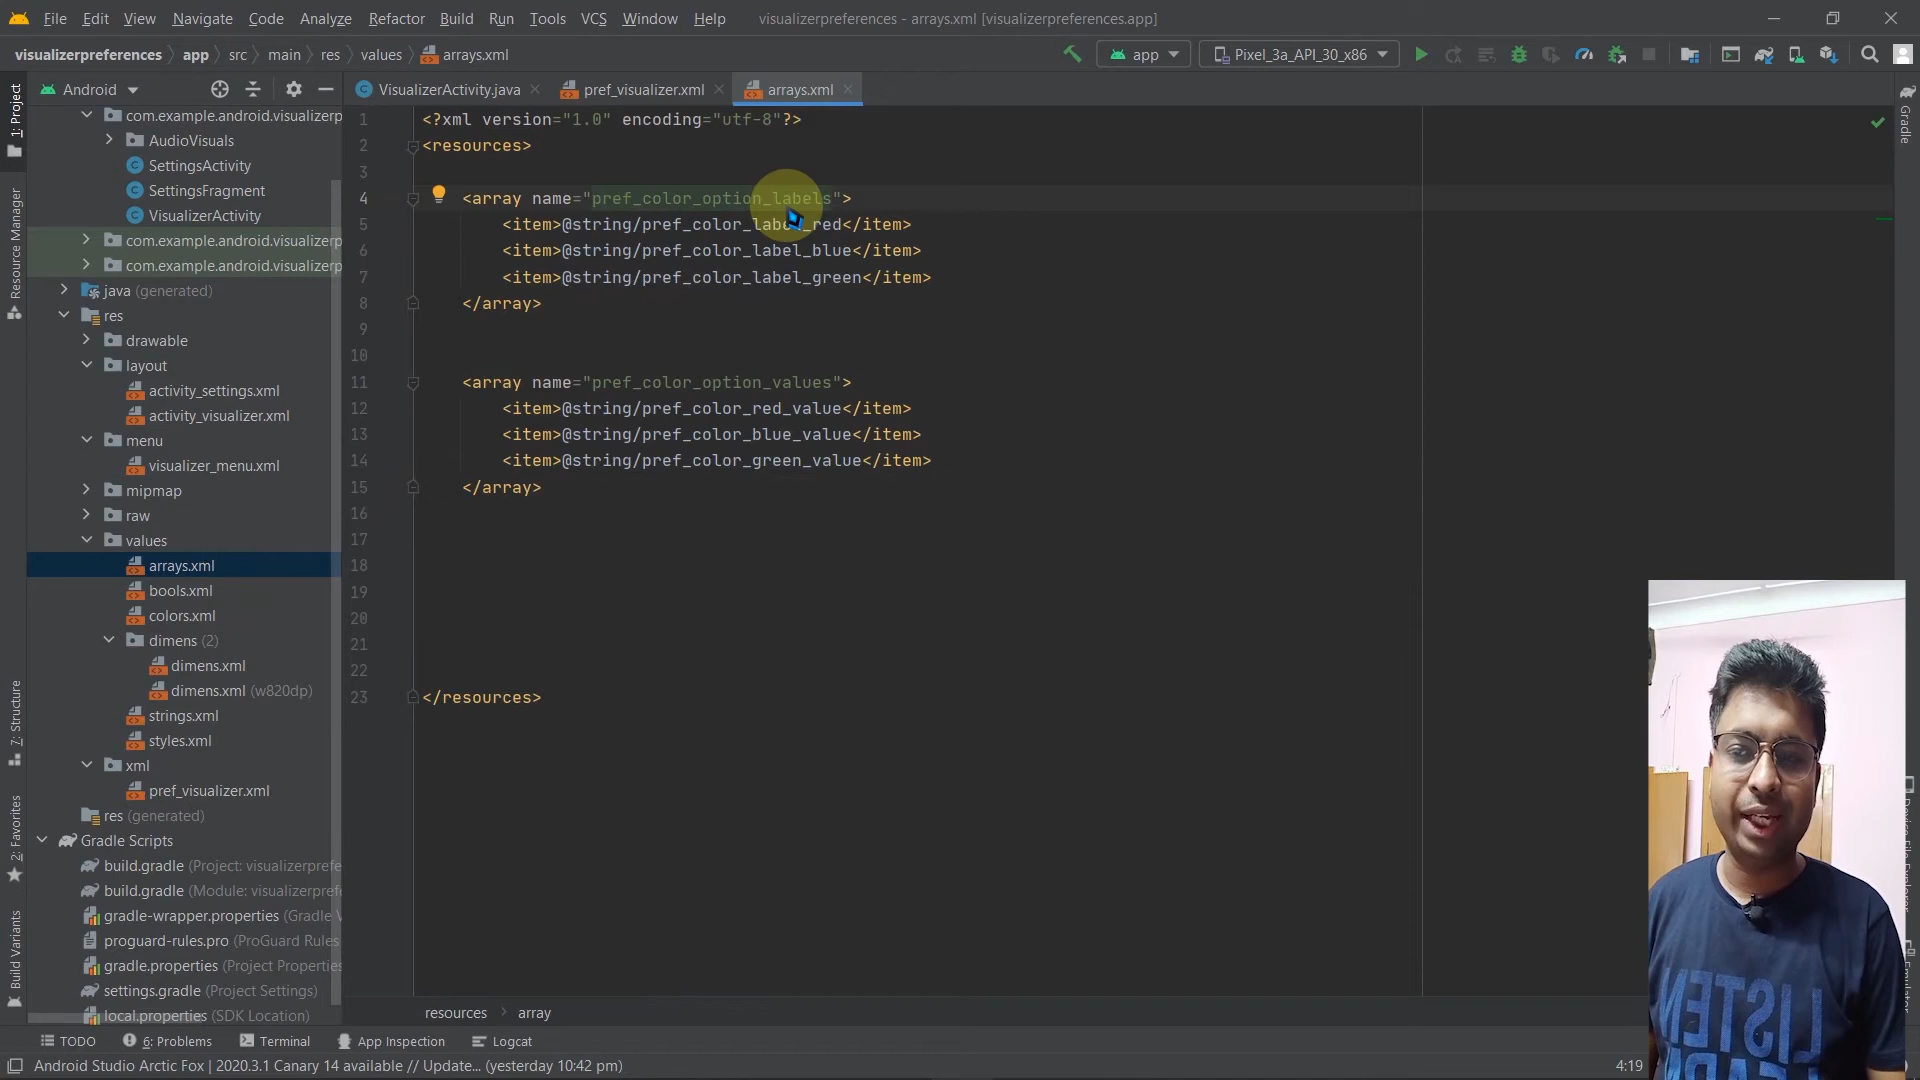 File Edit View Navigate Code Analyze Refactor Build Run Tools VCS Window Help visualizerpreferences - arrays.xml [visualizerpreferences.app]
visualizerpreferences app src main res values arrays.xml app Pixel_3a_API_30_x86
Android VisualizerActivity.java pref_visualizer.xml arrays.xml
1: Project
Resource Manager
7: Structure
2: Favorites
Build Variants
Gradle
Device File Explorer
com.example.android.visualizerp
AudioVisuals
SettingsActivity
SettingsFragment
VisualizerActivity
com.example.android.visualizerp
com.example.android.visualizerp
java (generated)
res
drawable
layout
activity_settings.xml
activity_visualizer.xml
menu
visualizer_menu.xml
mipmap
raw
values
arrays.xml
bools.xml
colors.xml
dimens (2)
dimens.xml
dimens.xml (w820dp)
strings.xml
styles.xml
xml
pref_visualizer.xml
res (generated)
Gradle Scripts
build.gradle (Project: visualizerprefe
build.gradle (Module: visualizerpref
gradle-wrapper.properties (Gradle V
proguard-rules.pro (ProGuard Rules
gradle.properties (Project Properties
settings.gradle (Project Settings)
local.properties (SDK Location)
1 <?xml version="1.0" encoding="utf-8"?>
2 <resources>
3
4 <array name="pref_color_option_labels">
5 <item>@string/pref_color_label_red</item>
6 <item>@string/pref_color_label_blue</item>
7 <item>@string/pref_color_label_green</item>
8 </array>
9
10
11 <array name="pref_color_option_values">
12 <item>@string/pref_color_red_value</item>
13 <item>@string/pref_color_blue_value</item>
14 <item>@string/pref_color_green_value</item>
15 </array>
16
17
18
19
20
21
22
23 </resources>
LISTEN
resources array
TODO 6: Problems Terminal App Inspection Logcat
Android Studio Arctic Fox | 2020.3.1 Canary 14 available // Update... (yesterday 10:42 pm) 4:19